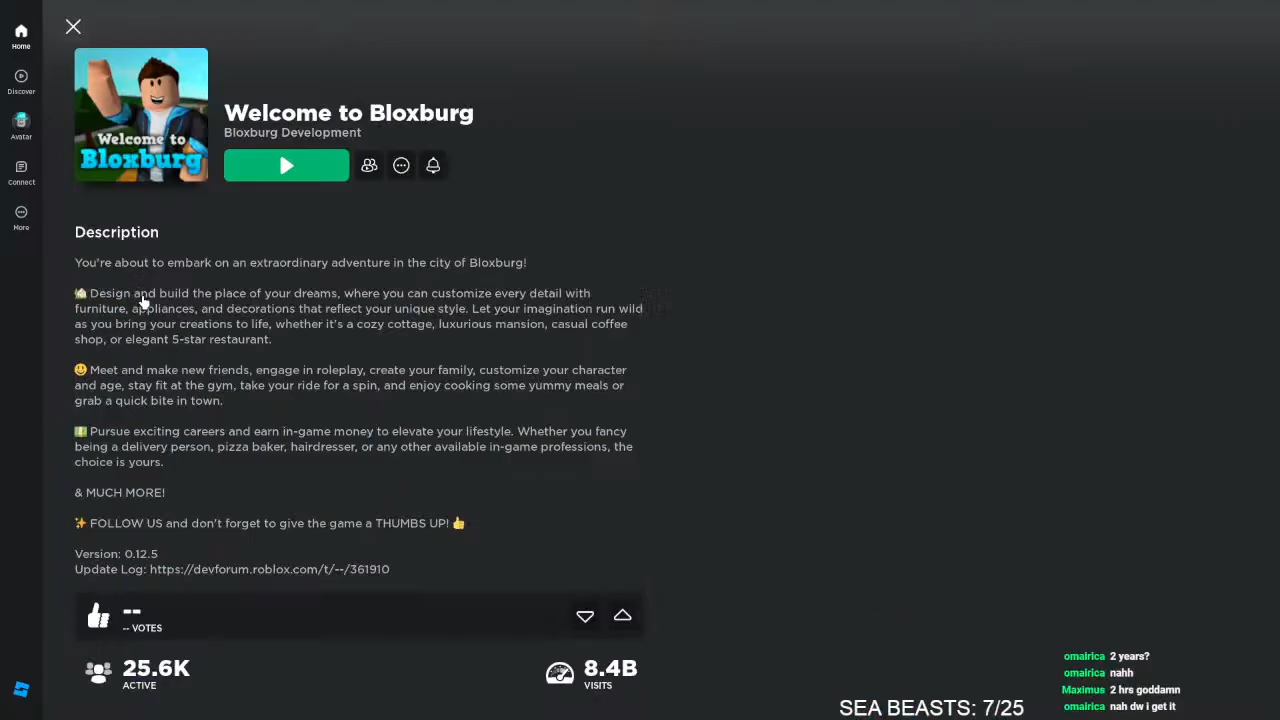 Home
Discover
Avatar
Connect
More
Welcome to
Bloxburg
Welcome to Bloxburg
Bloxburg Development
Description
You're about to embark on an extraordinary adventure in the city of Bloxburg!
Design and build the place of your dreams, where you can customize every detail with
furniture, appliances, and decorations that reflect your unique style. Let your imagination run wild
as you bring your creations to life, whether it's a cozy cottage, luxurious mansion, casual coffee
shop, or elegant 5-star restaurant.
Meet and make new friends, engage in roleplay, create your family, customize your character
and age, stay fit at the gym, take your ride for a spin, and enjoy cooking some yummy meals or
grab a quick bite in town.
Pursue exciting careers and earn in-game money to elevate your lifestyle. Whether you fancy
being a delivery person, pizza baker, hairdresser, or any other available in-game professions, the
choice is yours.
& MUCH MORE!
✨ FOLLOW US and don't forget to give the game a THUMBS UP! 👍
Version: 0.12.5
Update Log: https://devforum.roblox.com/t/--/361910
--
-- VOTES
25.6K
ACTIVE
8.4B
VISITS
omairica 2 years?
omairica nahh
Maximus 2 hrs goddamn
omairica nah dw i get it
SEA BEASTS: 7/25